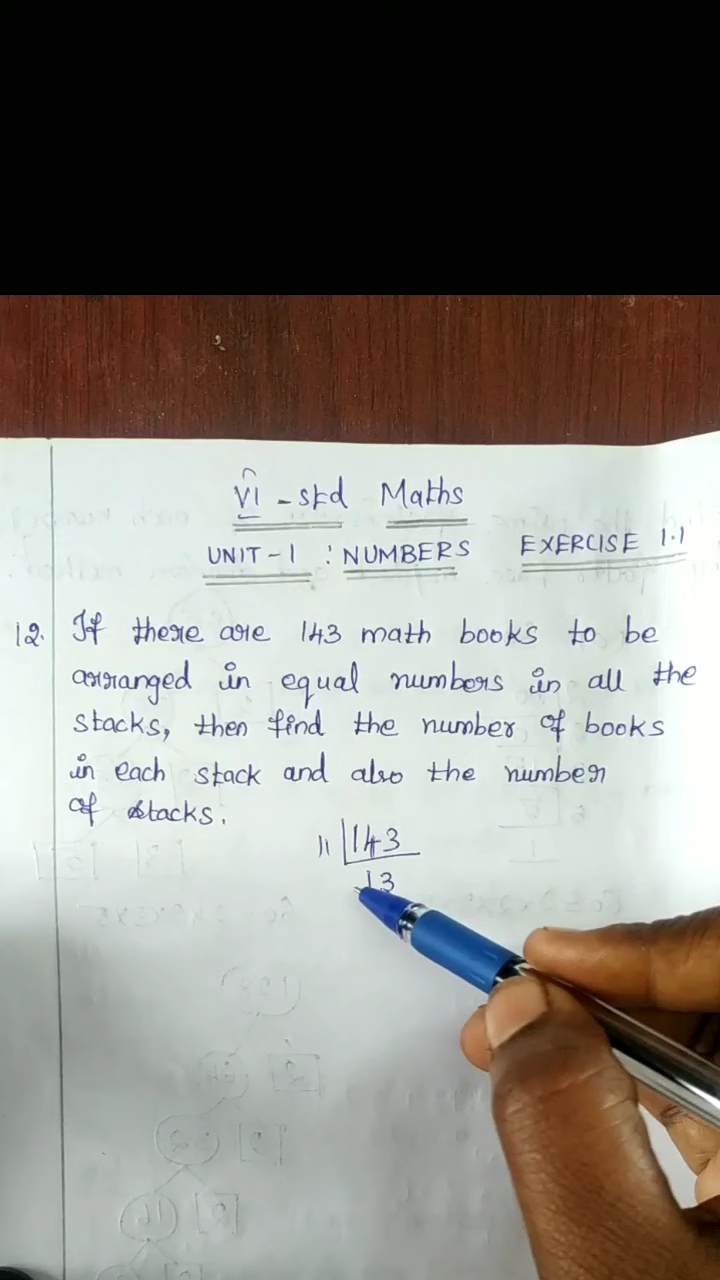 VI - std Maths
UNIT-1 : NUMBERS EXERCISE 1.1
12. If there are 143 math books to be
arranged in equal numbers in all the
stacks, then find the number of books
in each stack and also the number
of stacks.
11 143
13